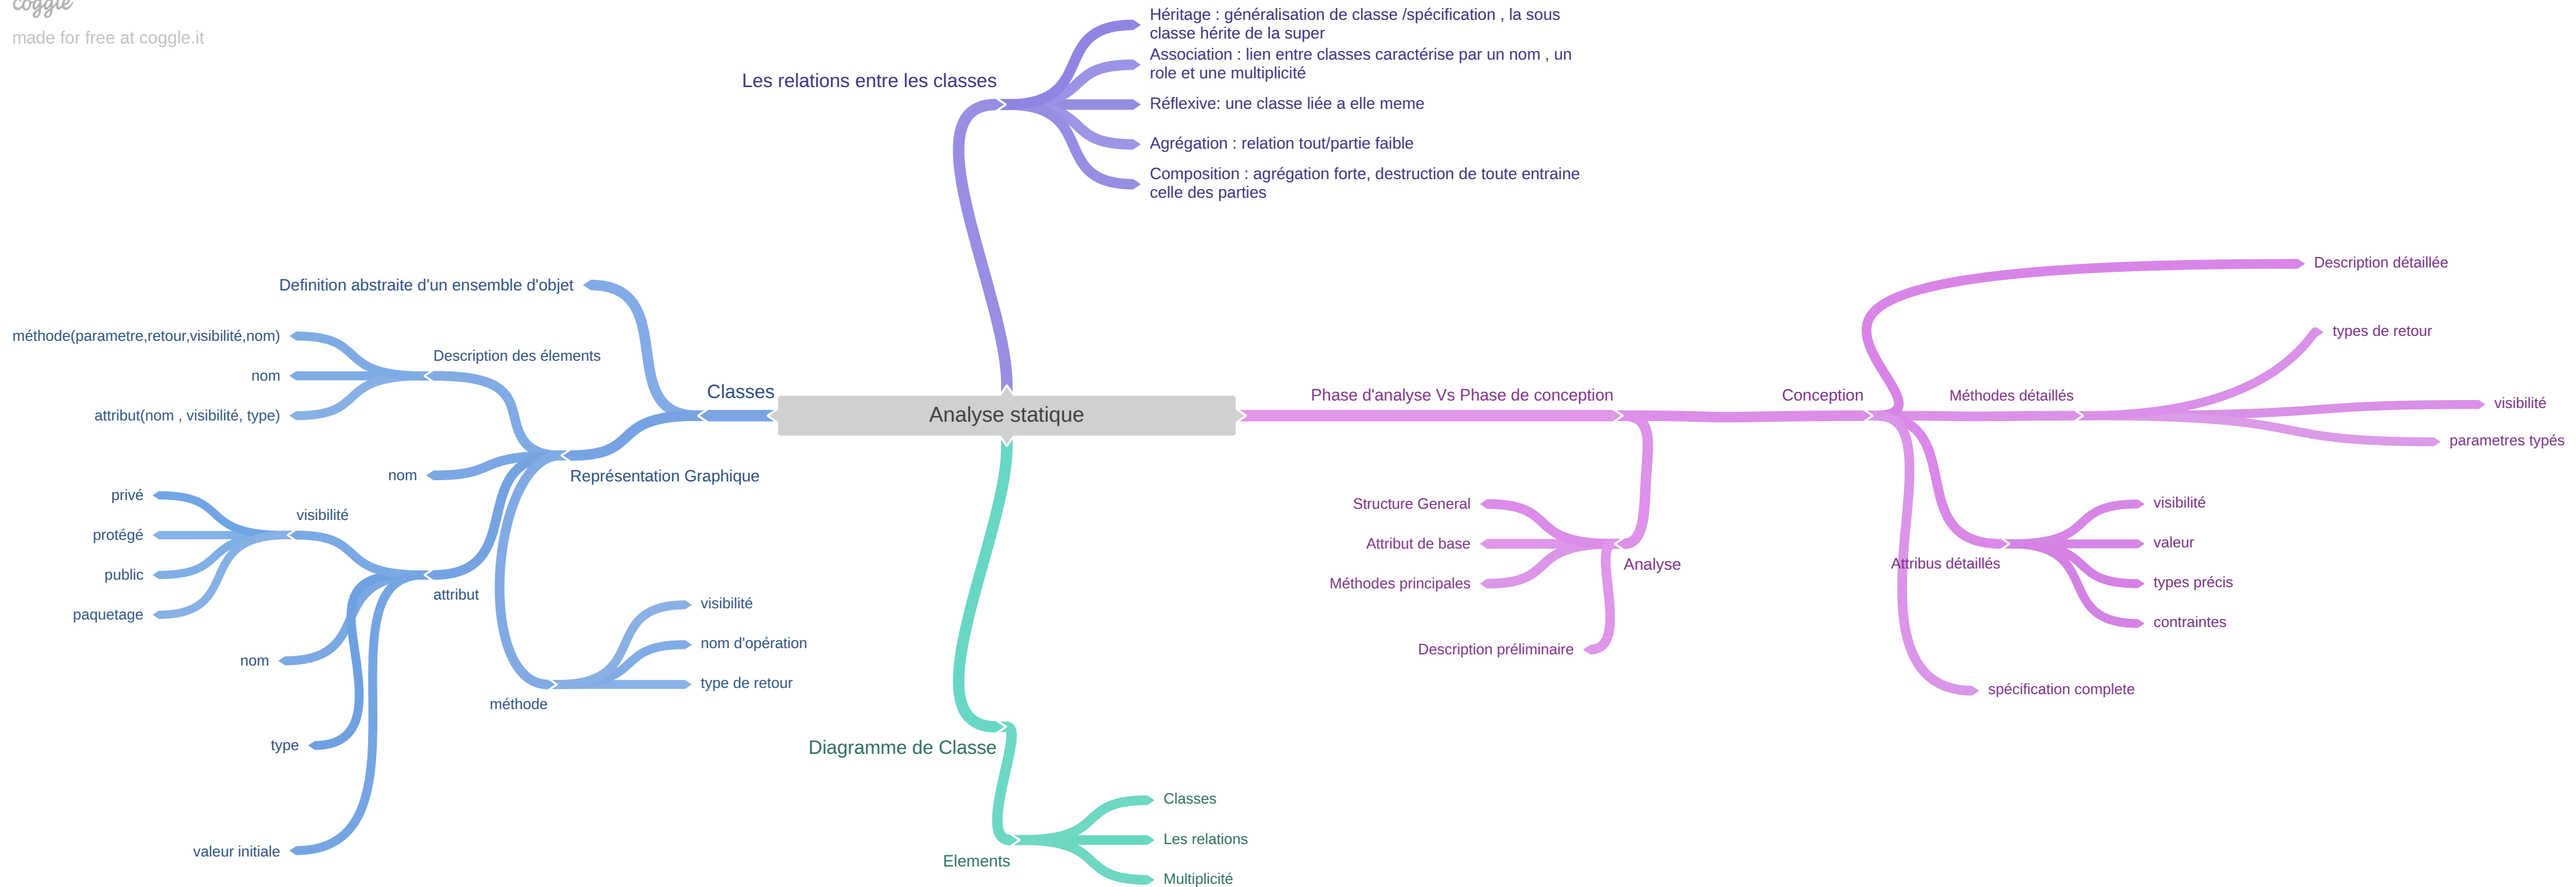 coggle
made for free at coggle.it
Héritage : généralisation de classe /spécification , la sous
classe hérite de la super
Association : lien entre classes caractérise par un nom , un
role et une multiplicité
Les relations entre les classes
Réflexive: une classe liée a elle meme
Agrégation : relation tout/partie faible
Composition : agrégation forte, destruction de toute entraine
celle des parties
Definition abstraite d'un ensemble d'objet
méthode(parametre,retour,visibilité,nom)
Description des élements
nom
attribut(nom , visibilité, type)
Classes
Représentation Graphique
nom
privé
visibilité
protégé
public
paquetage
attribut
nom
type
valeur initiale
visibilité
nom d'opération
type de retour
méthode
Analyse statique
Phase d'analyse Vs Phase de conception
Conception
Description détaillée
Méthodes détaillés
types de retour
visibilité
parametres typés
Structure General
Attribut de base
Méthodes principales
Analyse
Description préliminaire
Attribus détaillés
visibilité
valeur
types précis
contraintes
spécification complete
Diagramme de Classe
Elements
Classes
Les relations
Multiplicité